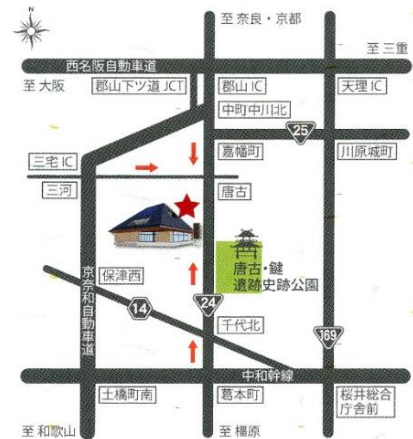 N
至 奈良・京都
至 三重
西名阪自動車道
至 大阪
郡山下ツ道 JCT
郡山 IC
天理 IC
中町中川北
25
三宅 IC
嘉幡町
川原城町
三河
唐古
唐古・鍵
遺跡史跡公園
保津西
京奈和自動車道
14
24
千代北
169
中和幹線
土橋町南
葛本町
桜井総合
庁舎前
至 和歌山
至 橿原